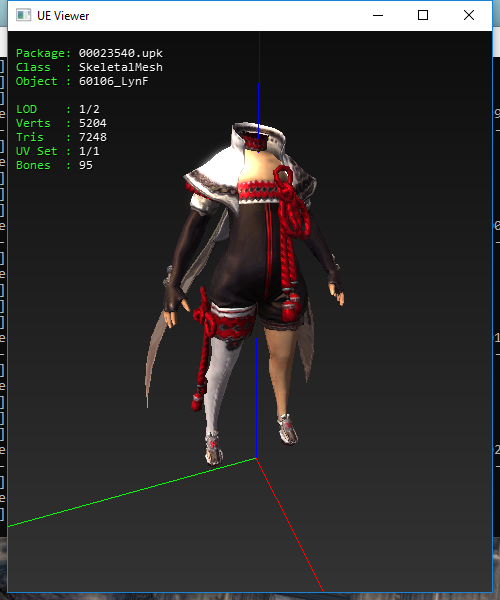 UE Viewer
Package: 00023540.upk
Class : SkeletalMesh
Object : 60106_LynF
LOD : 1/2
Verts : 5204
Tris : 7248
UV Set : 1/1
Bones : 95